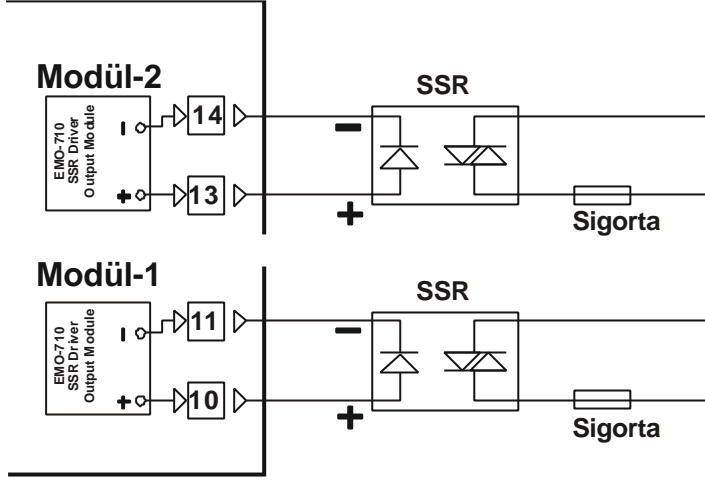 Modül-2
EMO-710
SSR Driver
Output Module
-
+
14
13
-
+
SSR
Sigorta
Modül-1
EMO-710
SSR Driver
Output Module
-
+
11
10
-
+
SSR
Sigorta